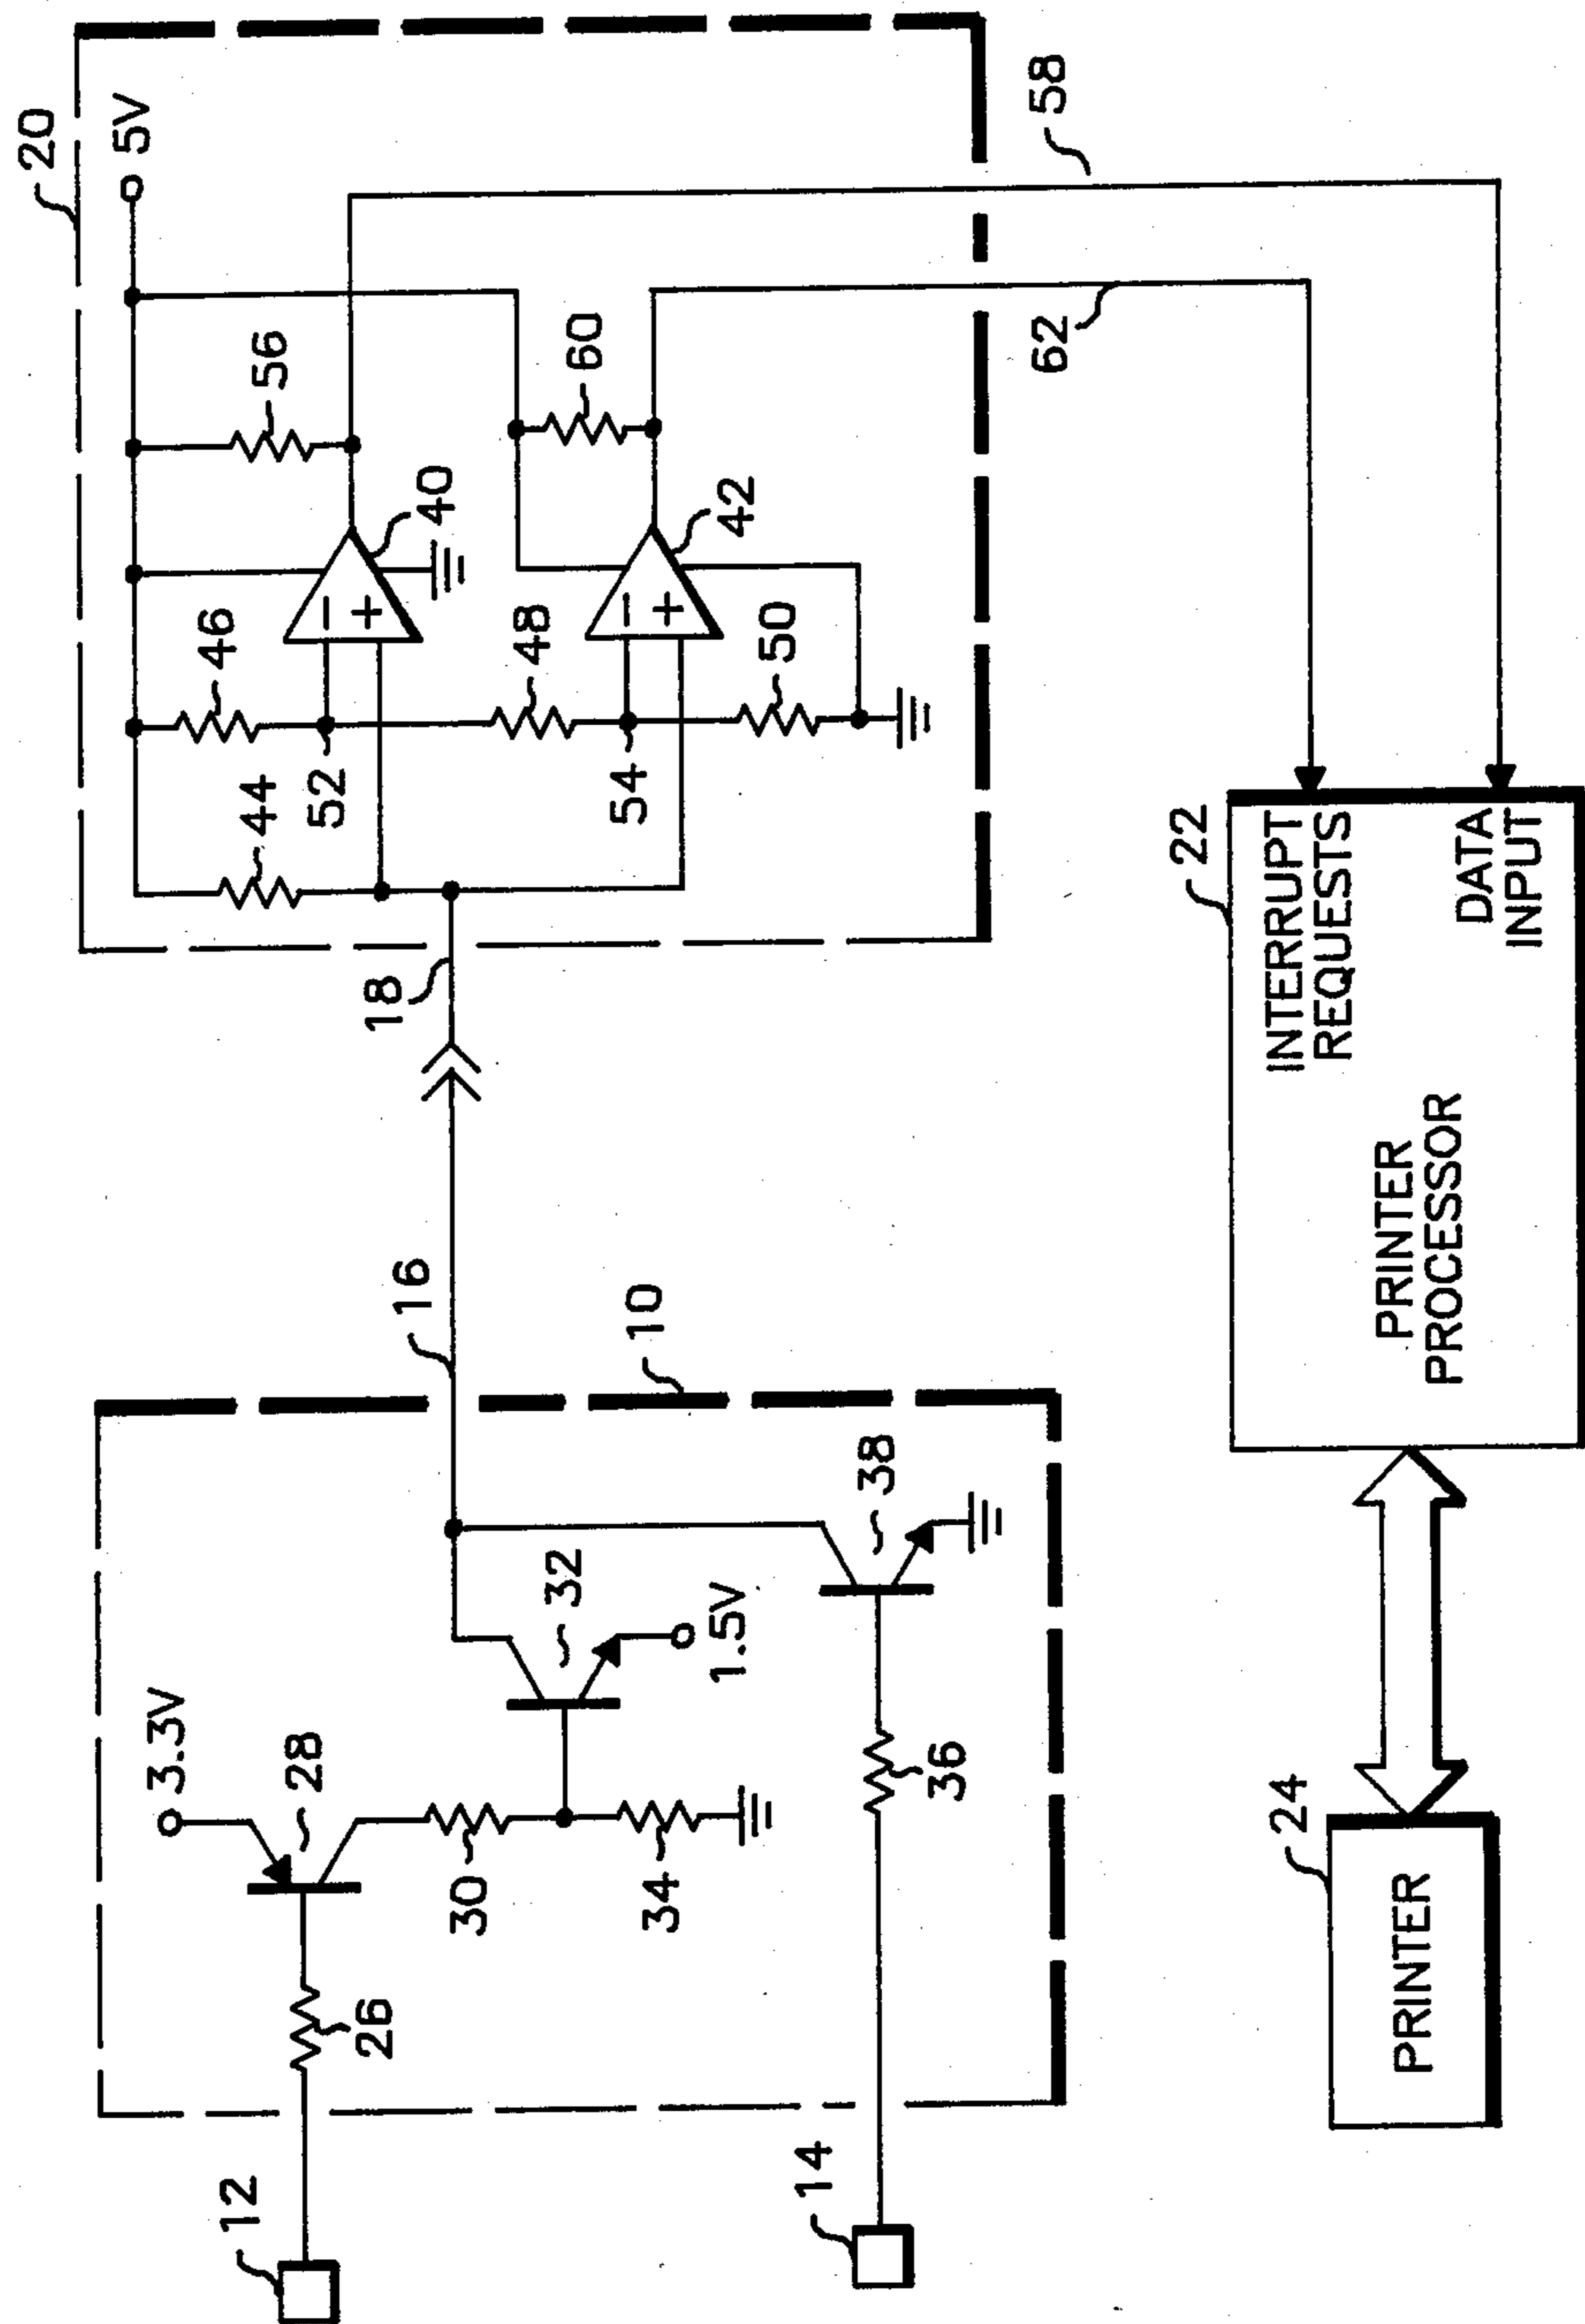 20
5V
56
46
40
44
52
60
48
42
54
50
18
58
62
16
10
3.3V
28
32
30
1.5V
34
26
38
36
12
14
22
INTERRUPT
REQUESTS
DATA
INPUT
PRINTER
PROCESSOR
24
PRINTER